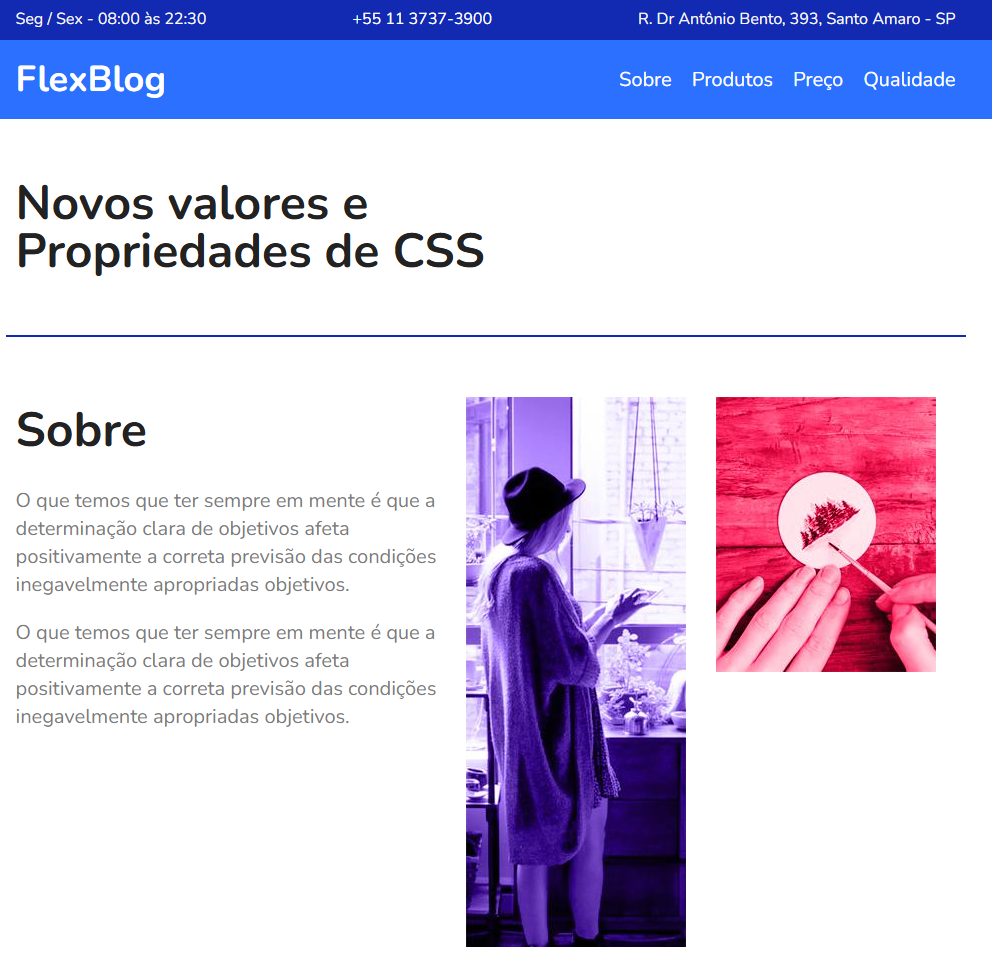 Seg / Sex - 08:00 às 22:30
+55 11 3737-3900
R. Dr Antônio Bento, 393, Santo Amaro - SP
FlexBlog
Sobre
Produtos
Preço
Qualidade
Novos valores e
Propriedades de CSS
Sobre
O que temos que ter sempre em mente é que a
determinação clara de objetivos afeta
positivamente a correta previsão das condições
inegavelmente apropriadas objetivos.
O que temos que ter sempre em mente é que a
determinação clara de objetivos afeta
positivamente a correta previsão das condições
inegavelmente apropriadas objetivos.